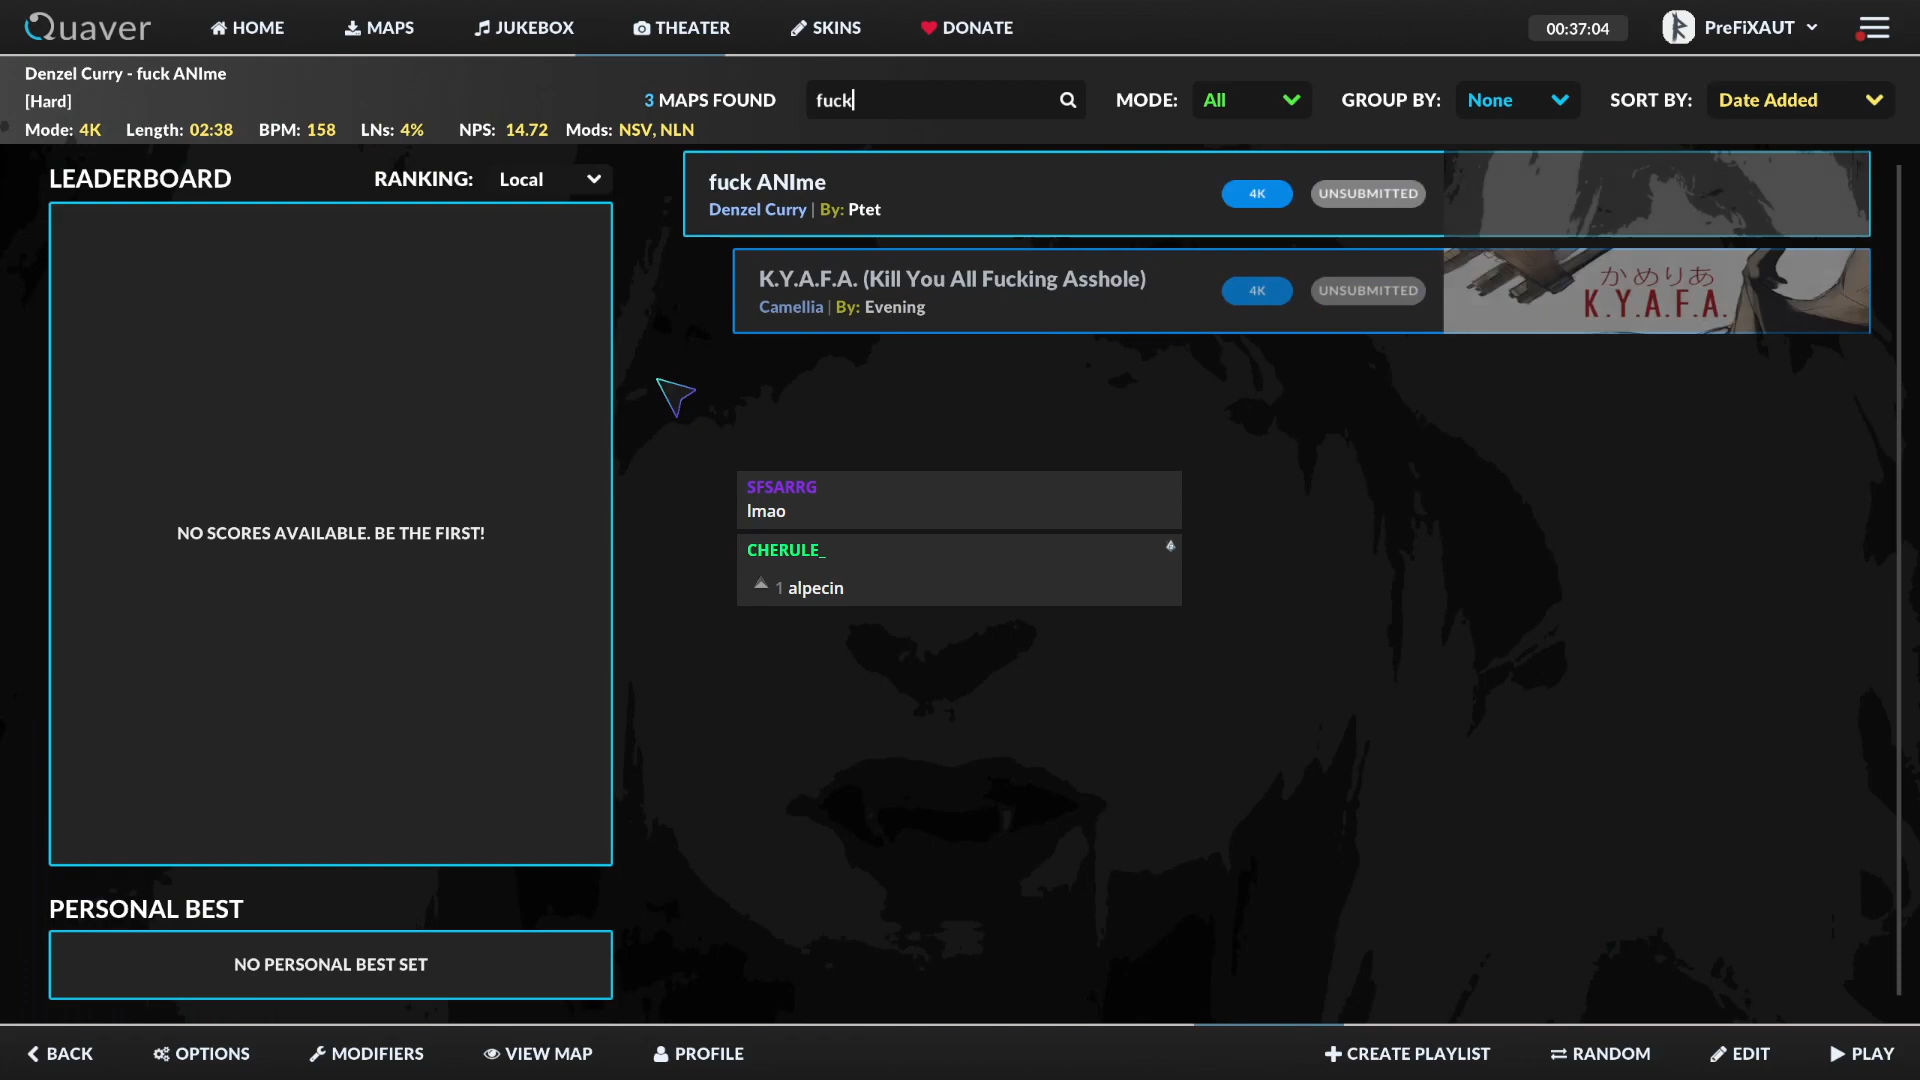 Quaver HOME MAPS JUKEBOX THEATER SKINS DONATE 00:37:04 PreFiXAUT
Denzel Curry - fuck ANIme
[Hard]
3 MAPS FOUND fuck MODE: All GROUP BY: None SORT BY: Date Added
Mode: 4K Length: 02:38 BPM: 158 LNs: 4% NPS: 14.72 Mods: NSV, NLN
LEADERBOARD RANKING: Local
fuck ANIme
Denzel Curry | By: Ptet
4K UNSUBMITTED
K.Y.A.F.A. (Kill You All Fucking Asshole)
Camellia | By: Evening
4K UNSUBMITTED
かめりあ
K.Y.A.F.A.
NO SCORES AVAILABLE. BE THE FIRST!
SFSARRG
lmao
CHERULE_
1 alpecin
PERSONAL BEST
NO PERSONAL BEST SET
BACK OPTIONS MODIFIERS VIEW MAP PROFILE CREATE PLAYLIST RANDOM EDIT PLAY